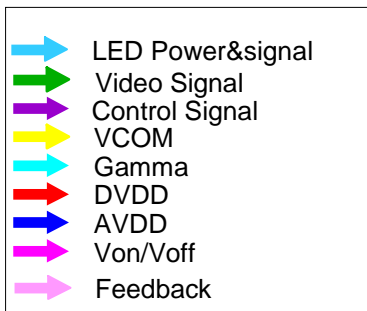 LED Power&signal
Video Signal
Control Signal
VCOM
Gamma
DVDD
AVDD
Von/Voff
Feedback